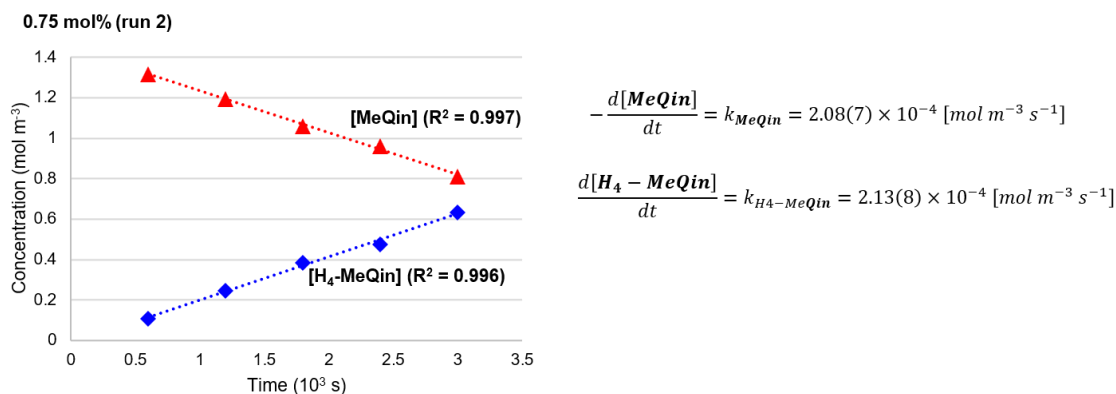 0.75 mol% (run 2)
Concentration (mol m⁻³)
1.4
1.2
1
0.8
0.6
0.4
0.2
0
[MeQin] (R² = 0.997)
[H₄-MeQin] (R² = 0.996)
0 0.5 1 1.5 2 2.5 3 3.5
Time (10³ s)
−d[MeQin]/dt = k_MeQin = 2.08(7) × 10⁻⁴ [mol m⁻³ s⁻¹]
d[H₄ − MeQin]/dt = k_H4−MeQin = 2.13(8) × 10⁻⁴ [mol m⁻³ s⁻¹]